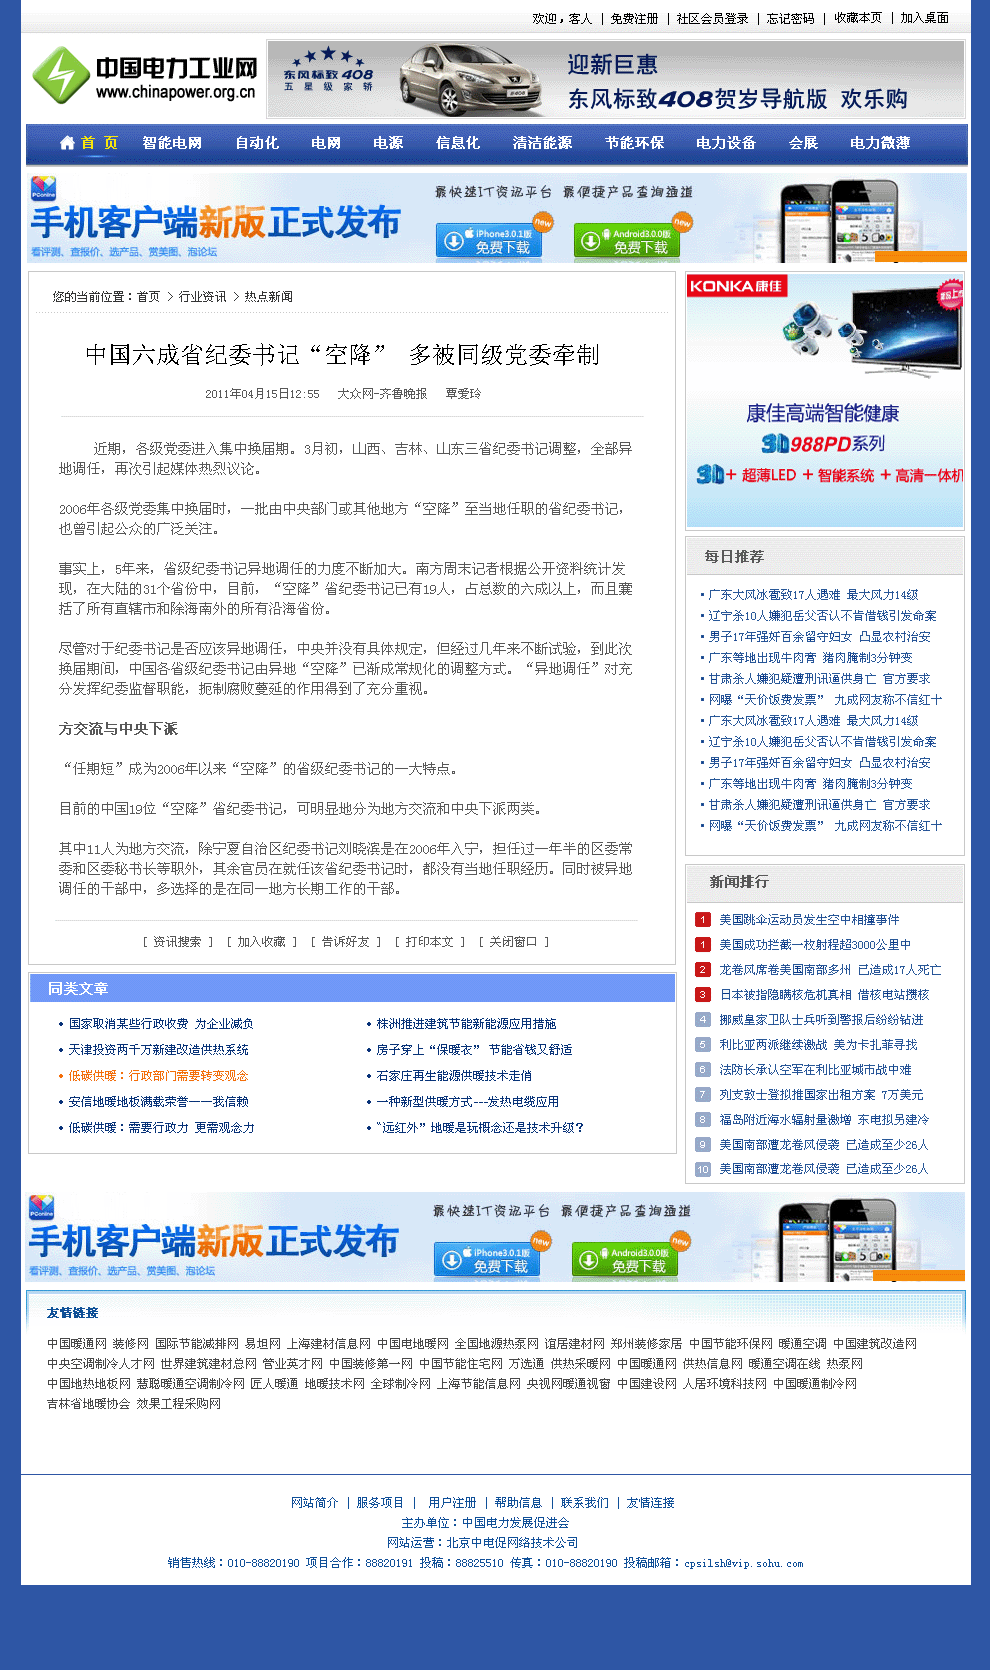 欢迎，客人 | 免费注册 | 社区会员登录 | 忘记密码 | 收藏本页 | 加入桌面
中国电力工业网
www.chinapower.org.cn
东风标致 408
五星级家轿
迎新巨惠
东风标致408贺岁导航版 欢乐购
首 页 智能电网 自动化 电网 电源 信息化 清洁能源 节能环保 电力设备 会展 电力微薄
PConline
手机客户端新版正式发布
看评测、查报价、选产品、赏美图、泡论坛
最快速IT资讯平台 最便捷产品查询通道
iPhone3.0.1版 免费下载 new
Android3.0.0版 免费下载 new
您的当前位置：首页 > 行业资讯 > 热点新闻
中国六成省纪委书记“空降” 多被同级党委牵制
2011年04月15日12:55 大众网-齐鲁晚报 覃爱玲
近期，各级党委进入集中换届期。3月初，山西、吉林、山东三省纪委书记调整，全部异
地调任，再次引起媒体热烈议论。
2006年各级党委集中换届时，一批由中央部门或其他地方“空降”至当地任职的省纪委书记，
也曾引起公众的广泛关注。
事实上，5年来，省级纪委书记异地调任的力度不断加大。南方周末记者根据公开资料统计发
现，在大陆的31个省份中，目前，“空降”省纪委书记已有19人，占总数的六成以上，而且囊
括了所有直辖市和除海南外的所有沿海省份。
尽管对于纪委书记是否应该异地调任，中央并没有具体规定，但经过几年来不断试验，到此次
换届期间，中国各省级纪委书记由异地“空降”已渐成常规化的调整方式。“异地调任”对充
分发挥纪委监督职能，扼制腐败蔓延的作用得到了充分重视。
方交流与中央下派
“任期短”成为2006年以来“空降”的省级纪委书记的一大特点。
目前的中国19位“空降”省纪委书记，可明显地分为地方交流和中央下派两类。
其中11人为地方交流，除宁夏自治区纪委书记刘晓滨是在2006年入宁，担任过一年半的区委常
委和区委秘书长等职外，其余官员在就任该省纪委书记时，都没有当地任职经历。同时被异地
调任的干部中，多选择的是在同一地方长期工作的干部。
[ 资讯搜索 ] [ 加入收藏 ] [ 告诉好友 ] [ 打印本文 ] [ 关闭窗口 ]
同类文章
• 国家取消某些行政收费 为企业减负
• 天津投资两千万新建改造供热系统
• 低碳供暖：行政部门需要转变观念
• 安信地暖地板满载荣誉一一我信赖
• 低碳供暖：需要行政力 更需观念力
• 株洲推进建筑节能新能源应用措施
• 房子穿上“保暖衣” 节能省钱又舒适
• 石家庄再生能源供暖技术走俏
• 一种新型供暖方式---发热电缆应用
• “远红外”地暖是玩概念还是技术升级？
KONKA 康佳
康佳高端智能健康
3D 988PD系列
3D + 超薄LED + 智能系统 + 高清一体机
每日推荐
• 广东大风冰雹致17人遇难 最大风力14级
• 辽宁杀10人嫌犯岳父否认不肯借钱引发命案
• 男子17年强奸百余留守妇女 凸显农村治安
• 广东等地出现牛肉膏 猪肉腌制3分钟变
• 甘肃杀人嫌犯疑遭刑讯逼供身亡 官方要求
• 网曝“天价饭费发票” 九成网友称不信红十
• 广东大风冰雹致17人遇难 最大风力14级
• 辽宁杀10人嫌犯岳父否认不肯借钱引发命案
• 男子17年强奸百余留守妇女 凸显农村治安
• 广东等地出现牛肉膏 猪肉腌制3分钟变
• 甘肃杀人嫌犯疑遭刑讯逼供身亡 官方要求
• 网曝“天价饭费发票” 九成网友称不信红十
新闻排行
1 美国跳伞运动员发生空中相撞事件
1 美国成功拦截一枚射程超3000公里中
2 龙卷风席卷美国南部多州 已造成17人死亡
3 日本被指隐瞒核危机真相 借核电站攒核
4 挪威皇家卫队士兵听到警报后纷纷钻进
5 利比亚两派继续激战 美为卡扎菲寻找
6 法防长承认空军在利比亚城市战中难
7 列支敦士登拟推国家出租方案 7万美元
8 福岛附近海水辐射量激增 东电拟另建冷
9 美国南部遭龙卷风侵袭 已造成至少26人
10 美国南部遭龙卷风侵袭 已造成至少26人
PConline
手机客户端新版正式发布
看评测、查报价、选产品、赏美图、泡论坛
最快速IT资讯平台 最便捷产品查询通道
iPhone3.0.1版 免费下载 new
Android3.0.0版 免费下载 new
友情链接
中国暖通网 装修网 国际节能减排网 易坦网 上海建材信息网 中国电地暖网 全国地源热泵网 谊居建材网 郑州装修家居 中国节能环保网 暖通空调 中国建筑改造网
中央空调制冷人才网 世界建筑建材总网 管业英才网 中国装修第一网 中国节能住宅网 万选通 供热采暖网 中国暖通网 供热信息网 暖通空调在线 热泵网
中国地热地板网 慧聪暖通空调制冷网 匠人暖通 地暖技术网 全球制冷网 上海节能信息网 央视网暖通视窗 中国建设网 人居环境科技网 中国暖通制冷网
吉林省地暖协会 效果工程采购网
网站简介 | 服务项目 | 用户注册 | 帮助信息 | 联系我们 | 友情连接
主办单位：中国电力发展促进会
网站运营：北京中电促网络技术公司
销售热线：010-88820190 项目合作：88820191 投稿：88825510 传真：010-88820190 投稿邮箱：cpsilsh@vip.sohu.com